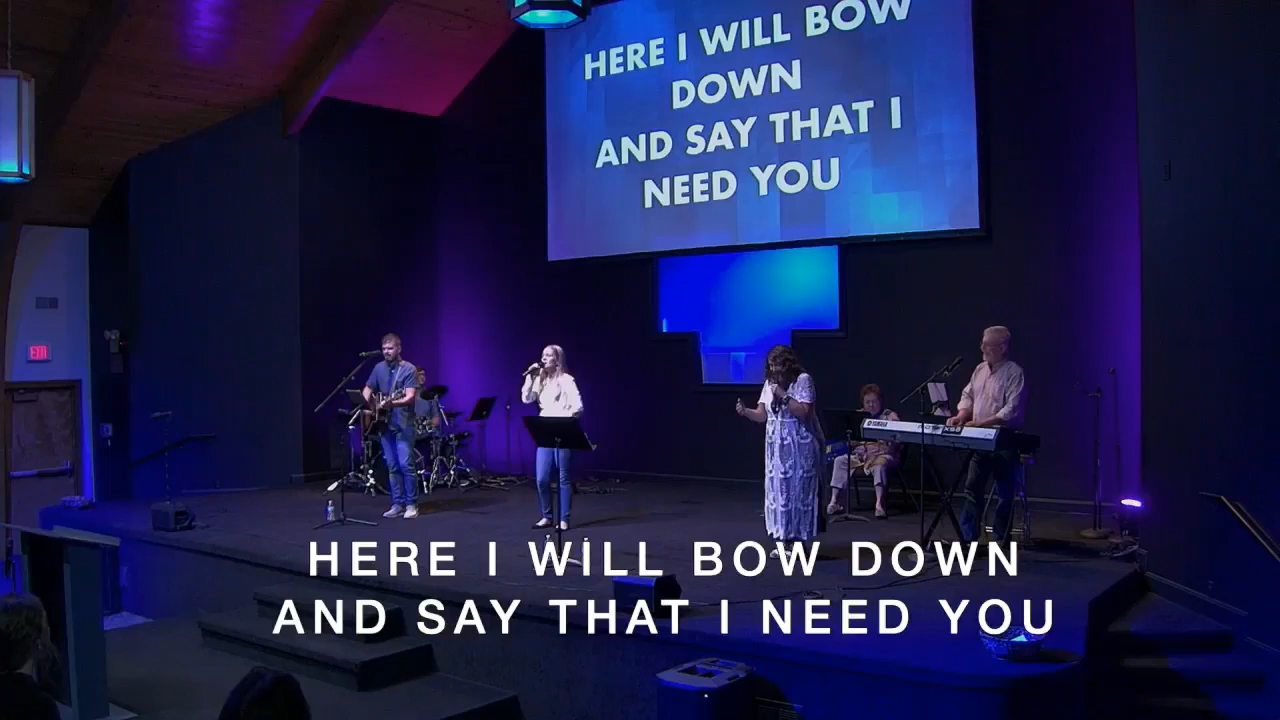 HERE I WILL BOW
DOWN
AND SAY THAT I
NEED YOU
EXIT
YAMAHA
HERE I WILL BOW DOWN
AND SAY THAT I NEED YOU